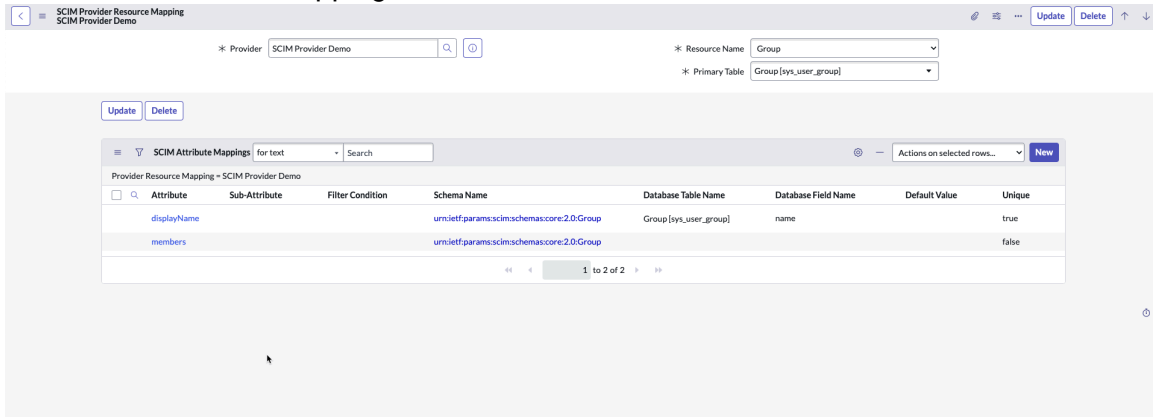 SCIM Provider Resource Mapping
SCIM Provider Demo
Update Delete
Provider SCIM Provider Demo
Resource Name Group
Primary Table Group [sys_user_group]
Update Delete
SCIM Attribute Mappings for text Search Actions on selected rows... New
Provider Resource Mapping = SCIM Provider Demo
Attribute Sub-Attribute Filter Condition Schema Name Database Table Name Database Field Name Default Value Unique
displayName urn:ietf:params:scim:schemas:core:2.0:Group Group [sys_user_group] name true
members urn:ietf:params:scim:schemas:core:2.0:Group false
1 to 2 of 2